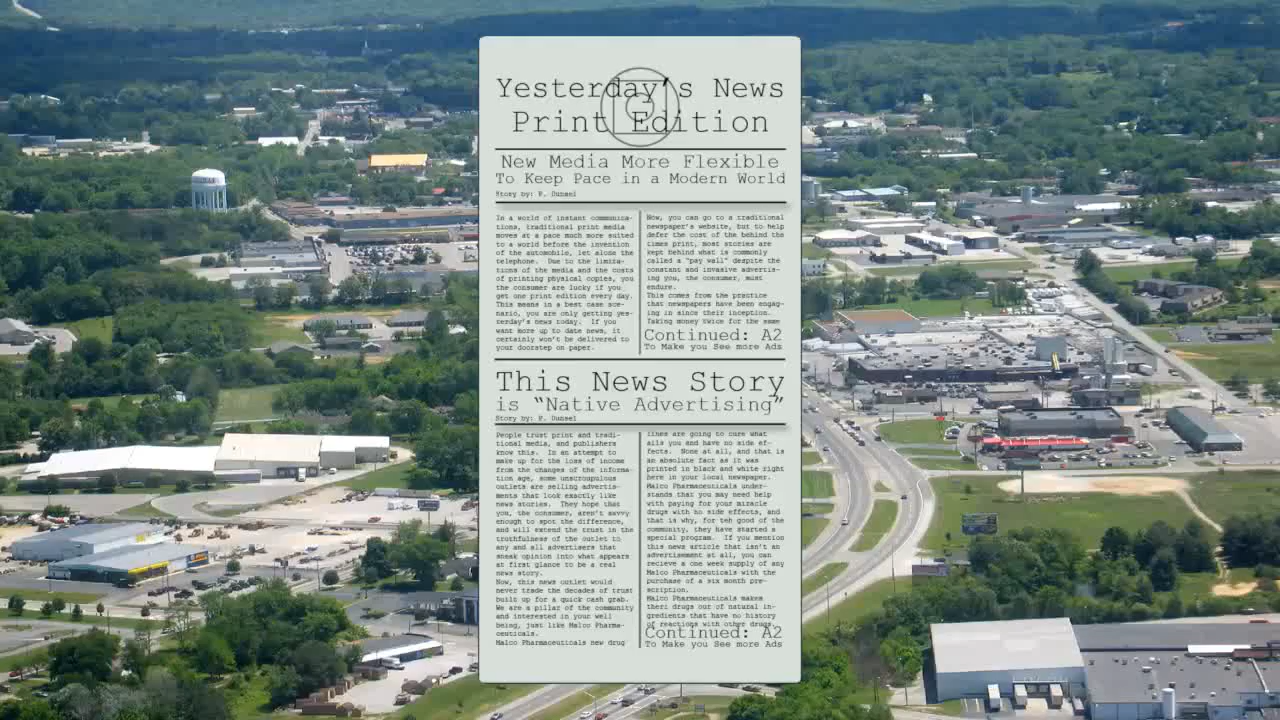 Yesterday's News
Print Edition
New Media More Flexible
To Keep Pace in a Modern World
Story by: F. Dunsel
In a world of instant communica-
tions, traditional print media
moves at a pace much more suited
to a world before the invention
of the automobile, let alone the
telephone. Due to the limita-
tions of the media and the costs
of printing physical copies, you
the consumer are lucky if you
get one print edition every day.
This means in a best case sce-
nario, you are only getting yes-
terday's news today. If you
want more up to date news, it
certainly won't be delivered to
your doorstep on paper.
Now, you can go to a traditional
newspaper's website, but to help
defer the cost of the behind the
times print, most stories are
kept behind what is commonly
called a "pay wall" despite the
constant and invasive advertis-
ing you, the consumer, must
endure.
This comes from the practice
that newspapers have been engag-
ing in since their inception.
Taking money twice for the same
Continued: A2
To Make you See more Ads
This News Story
is "Native Advertising"
Story by: F. Dunsel
People trust print and tradi-
tional media, and publishers
know this. In an attempt to
make up for the loss of income
from the changes of the informa-
tion age, some unscroupulous
outlets are selling advertis-
ments that look exactly like
news stories. They hope that
you, the consumer, aren't savvy
enough to spot the difference,
and will extend the trust in the
truthfulness of the outlet to
any and all advertisers that
sneak opinion into what appears
at first glance to be a real
news story.
Now, this news outlet would
never trade the decades of trust
built up for a quick cash grab.
We are a pillar of the community
and interested in your well
being, just like Malco Pharma-
ceuticals.
Malco Pharmaceuticals new drug
lines are going to cure what
ails you and have no side ef-
fects. None at all, and that is
an absolute fact as it was
printed in black and white right
here in your local newspaper.
Malco Pharmaceuticals under-
stands that you may need help
with paying for your miracle
drugs with no side effects, and
that is why, for teh good of the
community, they have started a
special program. If you mention
this news article that isn't an
advertisement at all, you can
recieve a one week supply of any
Malco Pharmaceuticals with the
purchase of a six month pre-
scription.
Malco Pharmaceuticals makes
theri drugs out of natural in-
gredients that have no history
of reactions with other drugs,
Continued: A2
To Make you See more Ads